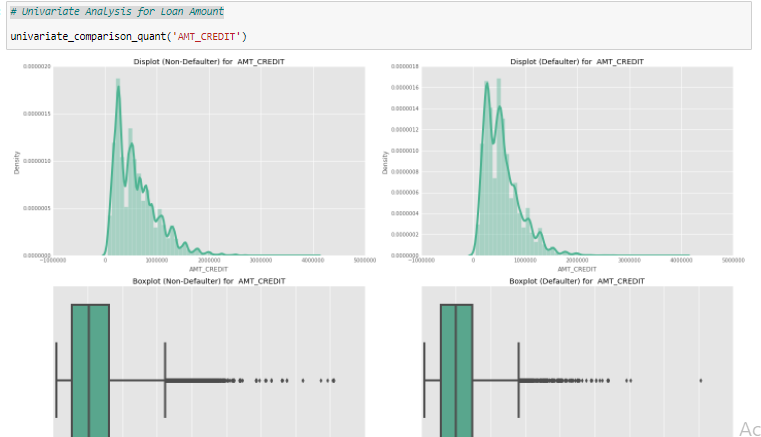 # Univariate Analysis for Loan Amount
univariate_comparison_quant('AMT_CREDIT')
Displot (Non-Defaulter) for AMT_CREDIT
0.0000020
0.0000015
0.0000010
0.0000005
0.0000000
Density
−1000000 0 1000000 2000000 3000000 4000000 5000000
AMT_CREDIT
Displot (Defaulter) for AMT_CREDIT
0.0000018
0.0000016
0.0000014
0.0000012
0.0000010
0.0000008
0.0000006
0.0000004
0.0000002
0.0000000
Density
−1000000 0 1000000 2000000 3000000 4000000 5000000
AMT_CREDIT
Boxplot (Non-Defaulter) for AMT_CREDIT
Boxplot (Defaulter) for AMT_CREDIT
Ac